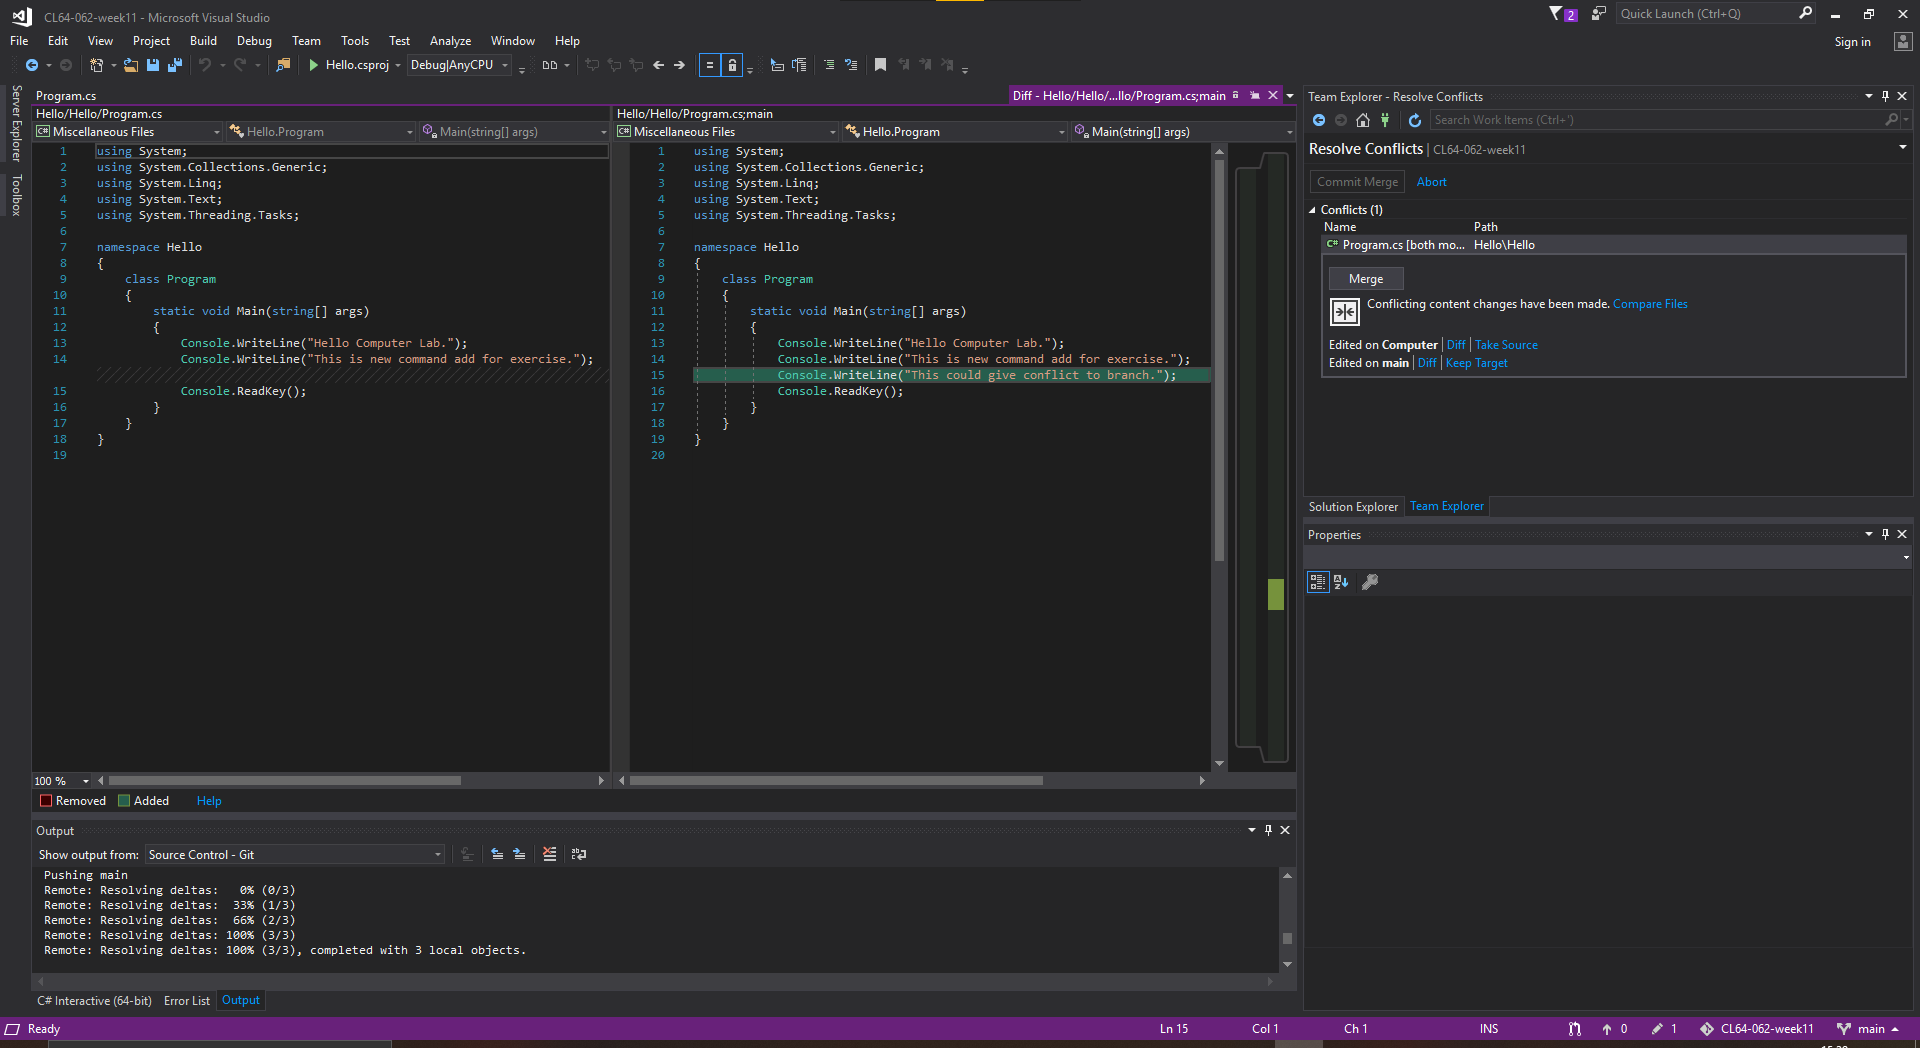 CL64-062-week11 - Microsoft Visual Studio
2
Quick Launch (Ctrl+Q)
File Edit View Project Build Debug Team Tools Test Analyze Window Help
Sign in
Hello.csproj Debug|AnyCPU
Server Explorer
Toolbox
Program.cs
Diff - Hello/Hello/...llo/Program.cs;main
Hello/Hello/Program.cs
Miscellaneous Files Hello.Program Main(string[] args)
1 using System;
2 using System.Collections.Generic;
3 using System.Linq;
4 using System.Text;
5 using System.Threading.Tasks;
6
7 namespace Hello
8 {
9 class Program
10 {
11 static void Main(string[] args)
12 {
13 Console.WriteLine("Hello Computer Lab.");
14 Console.WriteLine("This is new command add for exercise.");
15 Console.ReadKey();
16 }
17 }
18 }
19
Hello/Hello/Program.cs;main
Miscellaneous Files Hello.Program Main(string[] args)
1 using System;
2 using System.Collections.Generic;
3 using System.Linq;
4 using System.Text;
5 using System.Threading.Tasks;
6
7 namespace Hello
8 {
9 class Program
10 {
11 static void Main(string[] args)
12 {
13 Console.WriteLine("Hello Computer Lab.");
14 Console.WriteLine("This is new command add for exercise.");
15 Console.WriteLine("This could give conflict to branch.");
16 Console.ReadKey();
17 }
18 }
19 }
20
100 %
Removed Added Help
Output
Show output from: Source Control - Git
Pushing main
Remote: Resolving deltas: 0% (0/3)
Remote: Resolving deltas: 33% (1/3)
Remote: Resolving deltas: 66% (2/3)
Remote: Resolving deltas: 100% (3/3)
Remote: Resolving deltas: 100% (3/3), completed with 3 local objects.
C# Interactive (64-bit) Error List Output
Team Explorer - Resolve Conflicts
Search Work Items (Ctrl+')
Resolve Conflicts | CL64-062-week11
Commit Merge Abort
Conflicts (1)
Name Path
C# Program.cs [both mo... Hello\Hello
Merge
Conflicting content changes have been made. Compare Files
Edited on Computer | Diff | Take Source
Edited on main | Diff | Keep Target
Solution Explorer Team Explorer
Properties
Ready Ln 15 Col 1 Ch 1 INS 0 1 CL64-062-week11 main